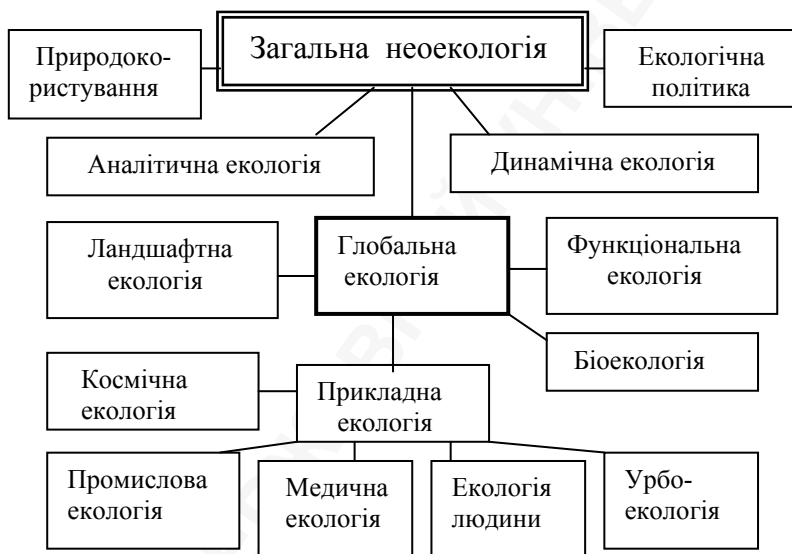 Загальна неоекологія
Природоко-
ристування
Екологічна
політика
Аналітична екологія
Динамічна екологія
Ландшафтна
екологія
Глобальна
екологія
Функціональна
екологія
Біоекологія
Космічна
екологія
Прикладна
екологія
Промислова
екологія
Медична
екологія
Екологія
людини
Урбо-
екологія